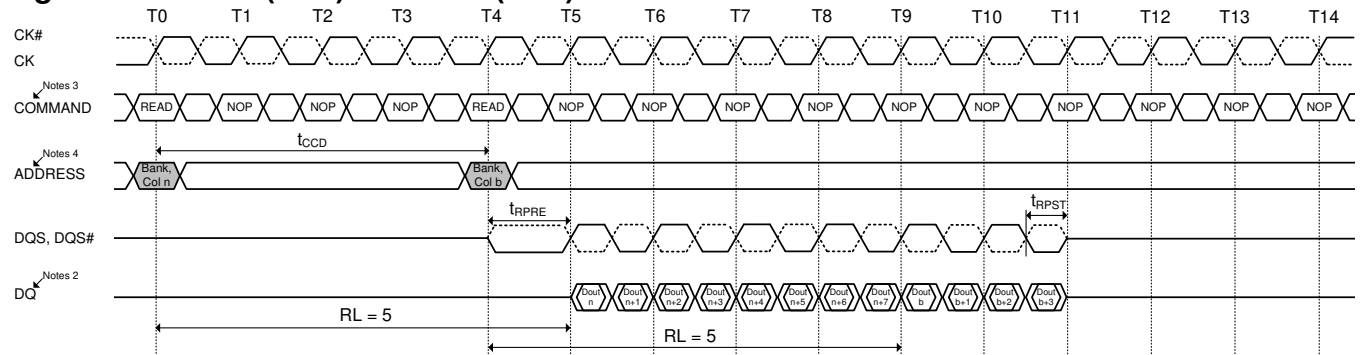 T0 T1 T2 T3 T4 T5 T6 T7 T8 T9 T10 T11 T12 T13 T14
CK#
CK
Notes 3
COMMAND READ NOP NOP NOP READ NOP NOP NOP NOP NOP NOP NOP NOP NOP NOP
tCCD
Notes 4
ADDRESS
Bank, Col n
Bank, Col b
tRPRE
tRPST
DQS, DQS#
Notes 2
DQ
Dout n
Dout n+1
Dout n+2
Dout n+3
Dout n+4
Dout n+5
Dout n+6
Dout n+7
Dout b
Dout b+1
Dout b+2
Dout b+3
RL = 5
RL = 5